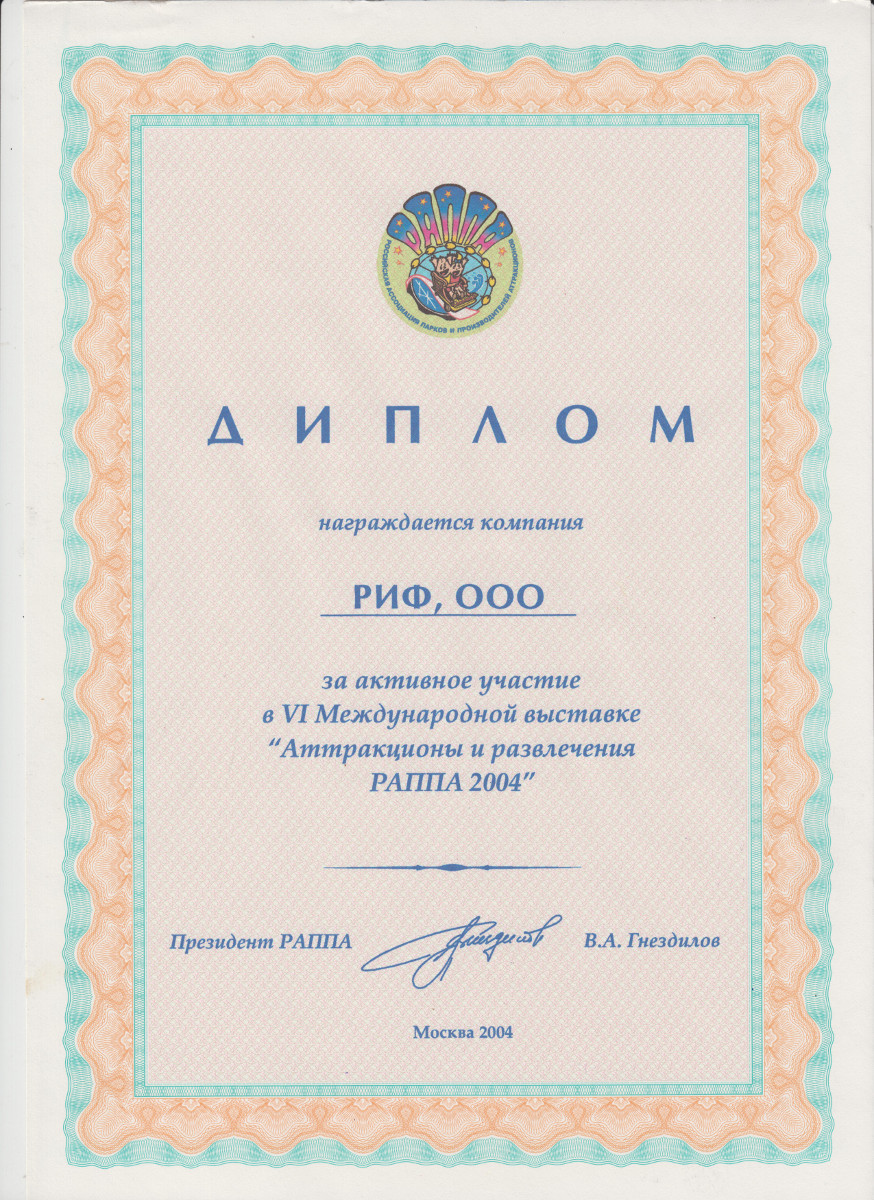 РАППА
РОССИЙСКАЯ АССОЦИАЦИЯ ПАРКОВ И ПРОИЗВОДИТЕЛЕЙ АТТРАКЦИОНОВ
ДИПЛОМ
награждается компания
РИФ, ООО
за активное участие
в VI Международной выставке
“Аттракционы и развлечения
РАППА 2004”
Президент РАППА
В.А. Гнездилов
Москва 2004